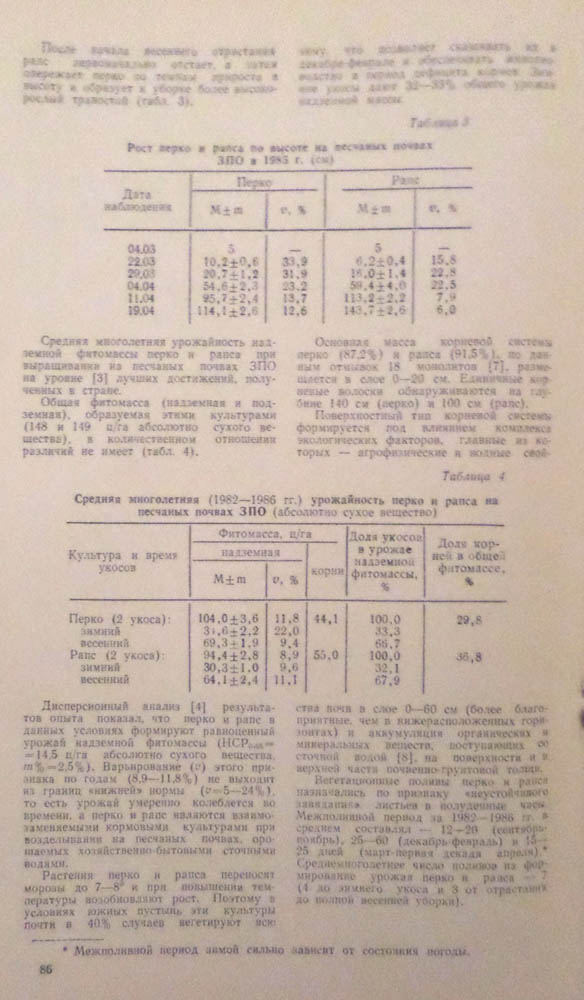 После начала весеннего отрастания
рапс первоначально отстает, а затем
опережает перко по темпам прироста в
высоту и образует к уборке более высоко-
рослый травостой (табл. 3).
зиму, что позволяет скашивать их в
декабре-феврале и обеспечивать животно-
водство в период дефицита кормов. Зим-
ние укосы дают 32—33% общего урожая
надземной массы.
Таблица 3
Рост перко и рапса по высоте на песчаных почвах
ЗПО в 1985 г. (см)
Дата наблюдения Перко Рапс
M±m v, % M±m v, %
04.03 5 — 5 —
22.03 10,2±0,6 33,9 6,2±0,4 15,8
29.03 20,7±1,2 31,9 16,0±1,4 22,8
04.04 54,6±2,3 23,2 59,4±4,0 22,5
11.04 95,7±2,4 13,7 113,2±2,2 7,9
19.04 114,1±2,6 12,6 143,7±2,6 6,0
Средняя многолетняя урожайность над-
земной фитомассы перко и рапса при
выращивании на песчаных почвах ЗПО
на уровне [3] лучших достижений, полу-
ченных в стране.
Общая фитомасса (надземная и под-
земная), образуемая этими культурами
(148 и 149 ц/га абсолютно сухого ве-
щества), в количественном отношении
различий не имеет (табл. 4).
Основная масса корневой системы
перко (87,2%) и рапса (91,5%), по дан-
ным отмывок 18 монолитов [7], разме-
щается в слое 0—20 см. Единичные кор-
невые волоски обнаруживаются на глу-
бине 140 см (перко) и 100 см (рапс).
Поверхностный тип корневой системы
формируется под влиянием комплекса
экологических факторов, главные из ко-
торых — агрофизические и водные свой-
Таблица 4
Средняя многолетняя (1982—1986 гг.) урожайность перко и рапса на
песчаных почвах ЗПО (абсолютно сухое вещество)
Культура и время укосов Фитомасса, ц/га Доля укосов в урожае надземной фитомассы, % Доля кор-ней в общей фитомассе, %
надземная корни
M±m v, %
Перко (2 укоса): 104,0±3,6 11,8 44,1 100,0 29,8
зимний 34,6±2,2 22,0 33,3
весенний 69,3±1,9 9,4 66,7
Рапс (2 укоса): 94,4±2,8 8,9 55,0 100,0 36,8
зимний 30,3±1,0 9,6 32,1
весенний 64,1±2,4 11,1 67,9
Дисперсионный анализ [4] результа-
тов опыта показал, что перко и рапс в
данных условиях формируют равноценный
урожай надземной фитомассы (НСР =
=14,5 ц/га абсолютно сухого вещества,
m%=2,5%). Варьирование (v) этого при-
знака по годам (8,9—11,8%) не выходит
из границ «нижней» нормы (v=5—24%),
то есть урожай умеренно колеблется во
времени, а перко и рапс являются взаимо-
заменяемыми кормовыми культурами при
возделывании на песчаных почвах, оро-
шаемых хозяйственно-бытовыми сточными
водами.
Растения перко и рапса переносят
морозы до 7—8° и при повышении тем-
пературы возобновляют рост. Поэтому в
условиях южных пустынь эти культуры
почти в 40% случаев вегетируют всю
ства почв в слое 0—60 см (более благо-
приятные, чем в нижерасположенных гори-
зонтах) и аккумуляция органических и
минеральных веществ, поступающих со
сточной водой [8], на поверхности и в
верхней части почвенно-грунтовой толщи.
Вегетационные поливы перко и рапса
назначались по признаку «неустойчивого
завядания» листьев в полуденные часы.
Межполивной период за 1982—1986 гг. в
среднем составлял — 12—20 (сентябрь-
ноябрь), 25—60 (декабрь-февраль) и 15—
25 дней (март-первая декада апреля).*
Среднемноголетнее число поливов на фор-
мирование урожая перко и рапса — 7
(4 до зимнего укоса и 3 от отрастания
до полной весенней уборки).
* Межполивной период зимой сильно зависит от состояния погоды.
86